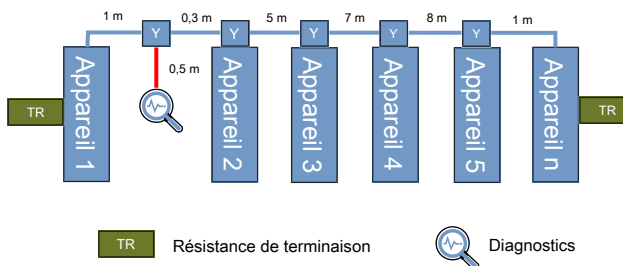 1 m 0,3 m 5 m 7 m 8 m 1 m
Y Y Y Y Y
0,5 m
TR Appareil 1 Appareil 2 Appareil 3 Appareil 4 Appareil 5 Appareil n TR
TR Résistance de terminaison Diagnostics